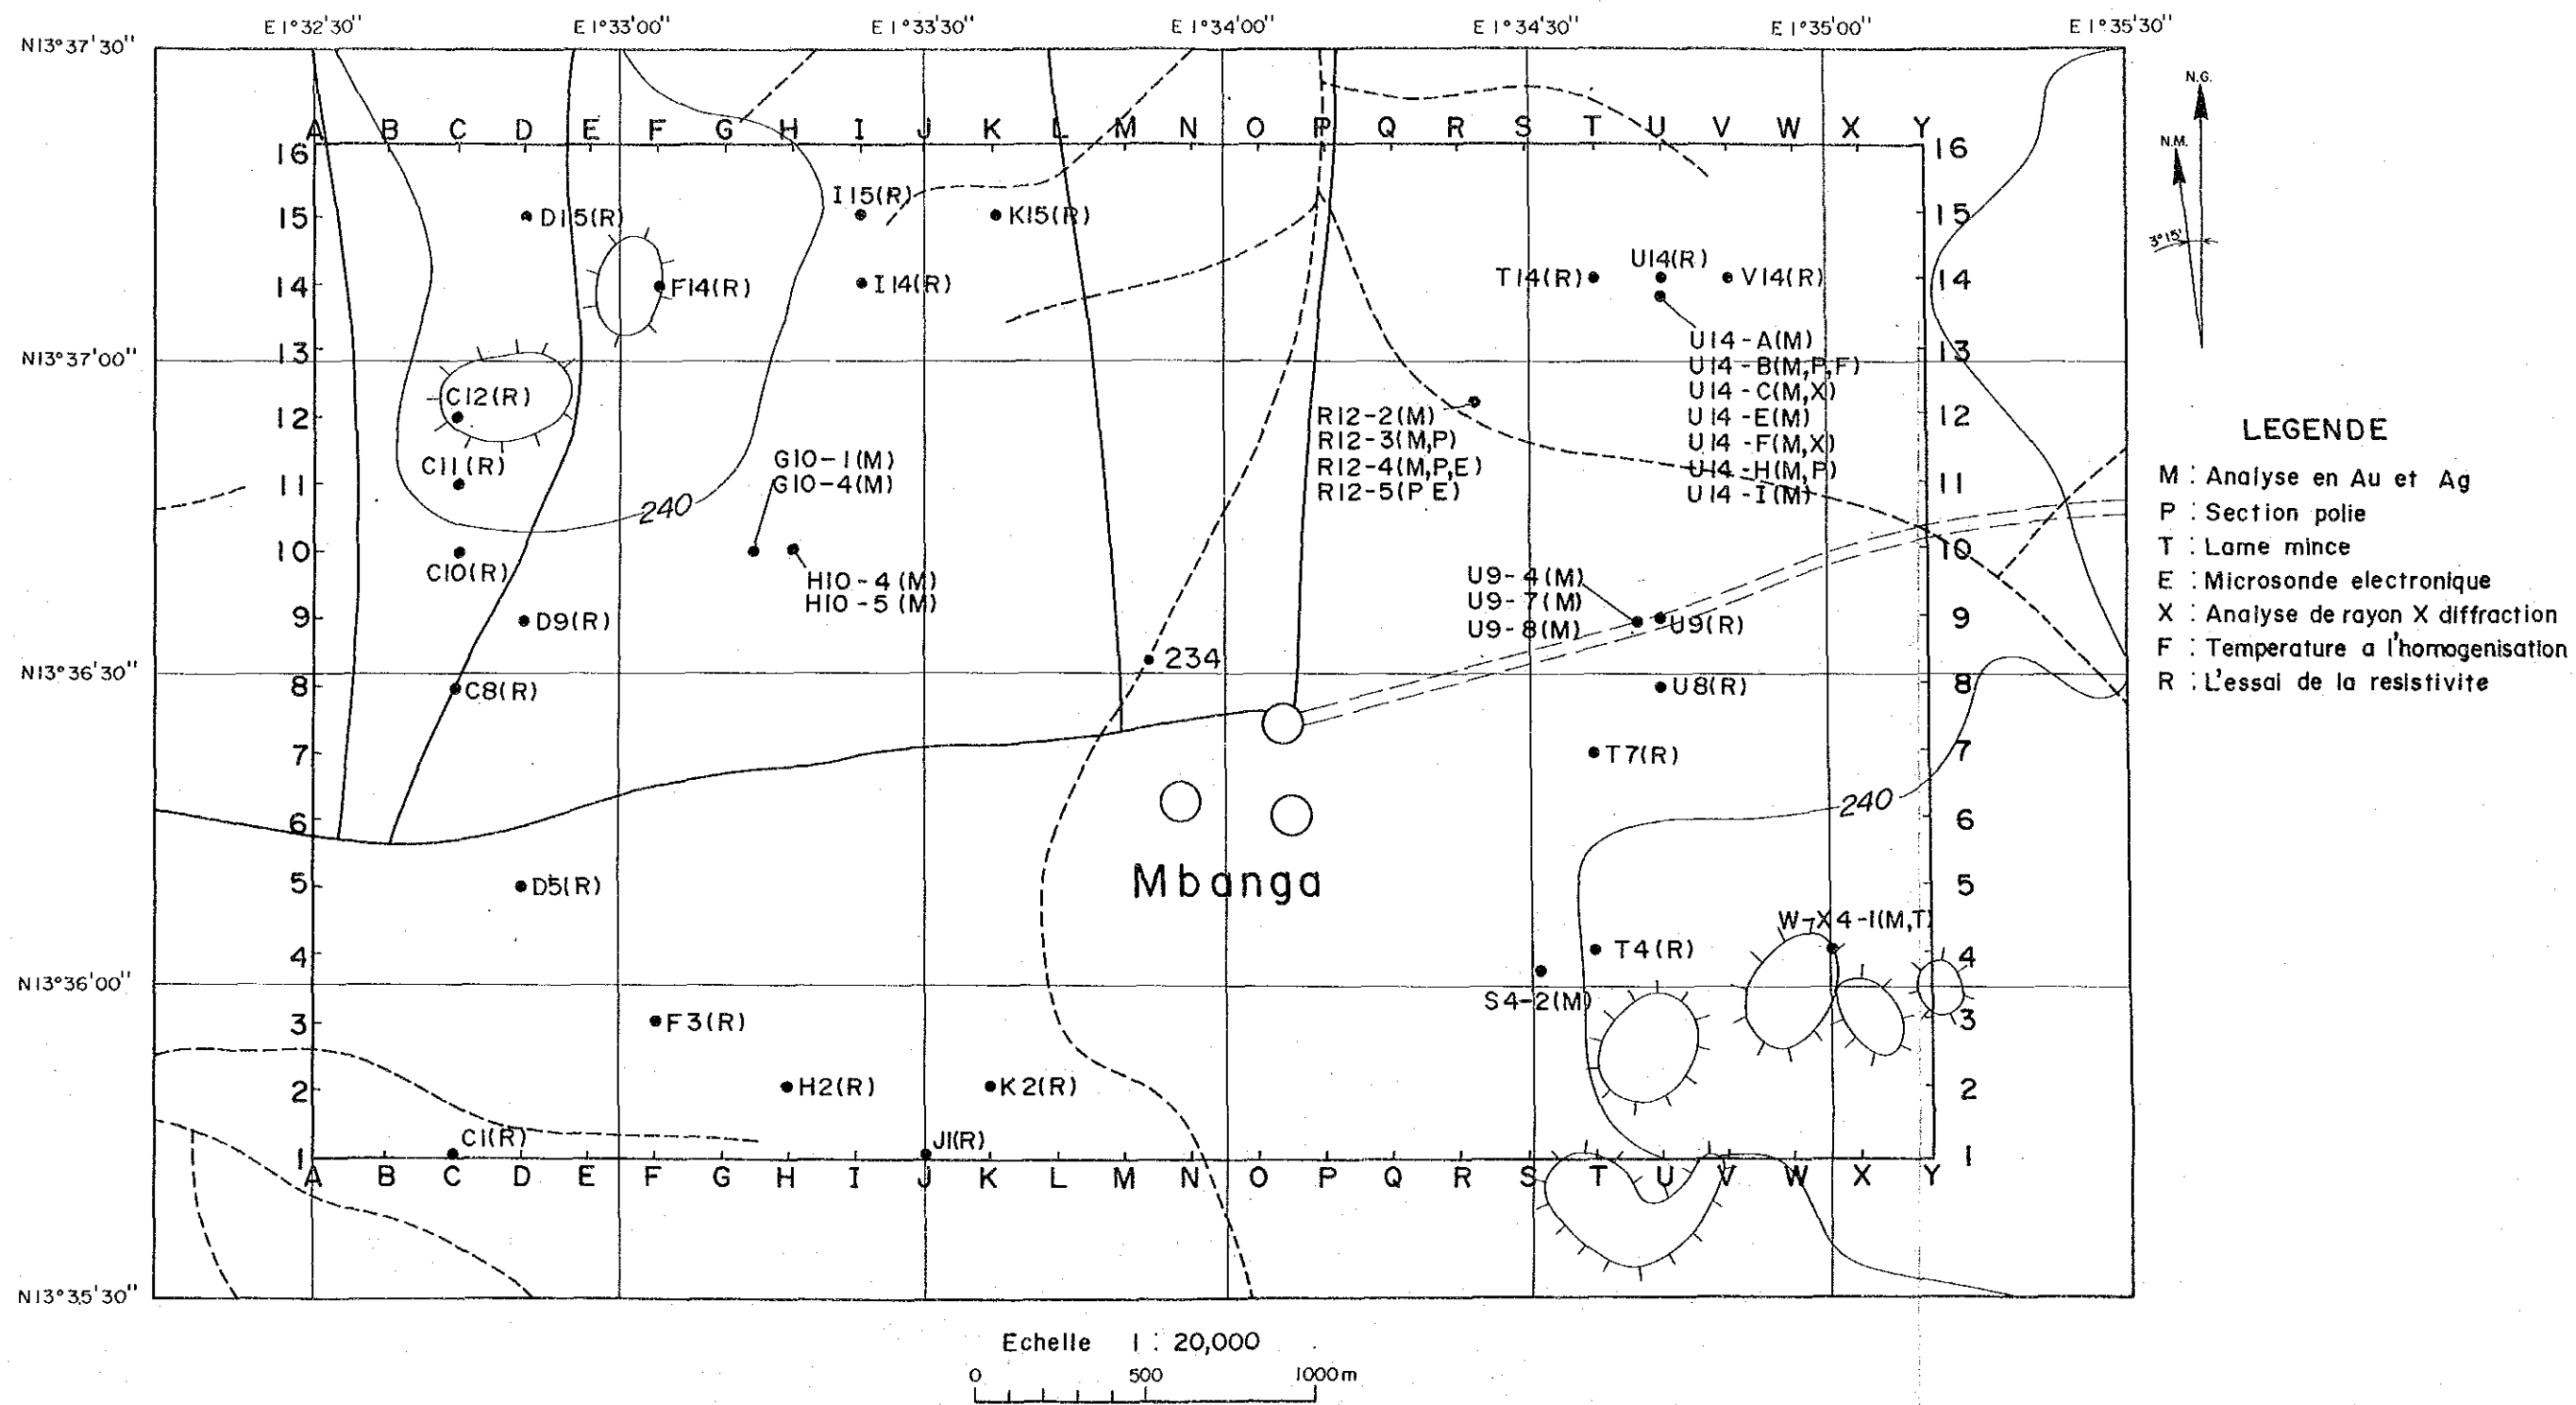 E 1°32'30" E 1°33'00" E 1°33'30" E 1°34'00" E 1°34'30" E 1°35'00" E 1°35'30"
N13°37'30"
N.G.
N.M.
3°15'
A B C D E F G H I J K L M N O P Q R S T U V W X Y
16 16
I15(R)
15 D15(R) K15(R) 15
U14(R)
14 F14(R) I14(R) T14(R) V14(R) 14
U14-A(M)
N13°37'00" 13 13
U14-B(M,P,F)
C12(R) U14-C(M,X)
12 R12-2(M) U14-E(M) 12
R12-3(M,P) U14-F(M,X)
C11(R) G10-1(M) R12-4(M,P,E) U14-H(M,P)
11 G10-4(M) R12-5(P E) U14-I(M) 11
240
10 10
C10(R) H10-4(M) U9-4(M)
H10-5(M) U9-7(M)
9 D9(R) U9-8(M) U9(R) 9
234
N13°36'30"
8 C8(R) U8(R) 8
7 T7(R) 7
240
6 6
Mbanga
5 D5(R) 5
W-X4-1(M,T)
4 T4(R) 4
N13°36'00"
S4-2(M)
3 F3(R) 3
2 H2(R) K2(R) 2
C1(R) J1(R)
1 1
A B C D E F G H I J K L M N O P Q R S T U V W X Y
N13°35'30"
LEGENDE
M : Analyse en Au et Ag
P : Section polie
T : Lame mince
E : Microsonde electronique
X : Analyse de rayon X diffraction
F : Temperature a l'homogenisation
R : L'essai de la resistivite
Echelle 1 : 20,000
0 500 1000m